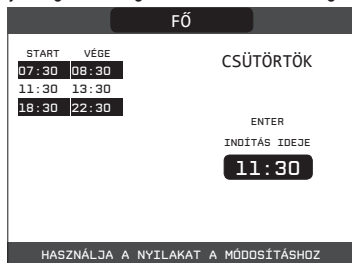 FŐ
START VÉGE
07:30 08:30
11:30 13:30
18:30 22:30
CSÜTÖRTÖK
ENTER
INDÍTÁS IDEJE
11:30
HASZNÁLJA A NYILAKAT A MÓDOSÍTÁSHOZ